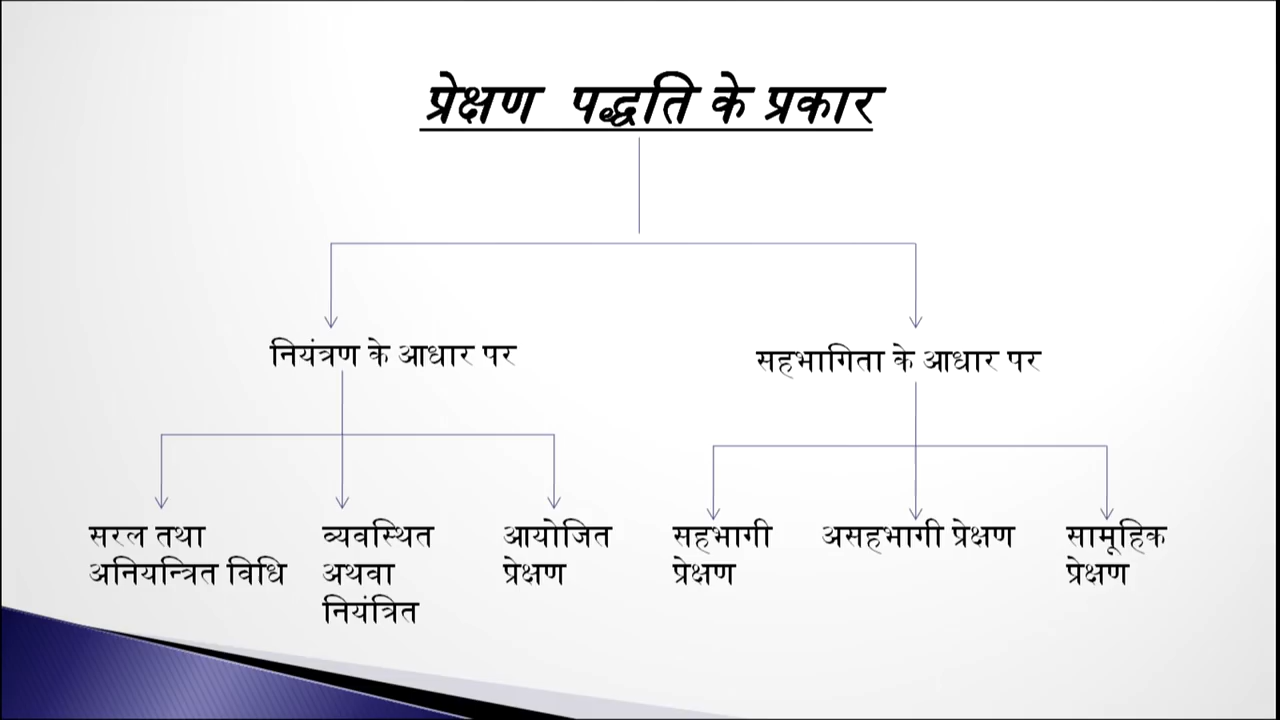 प्रेक्षण पद्धति के प्रकार
नियंत्रण के आधार पर
सहभागिता के आधार पर
सरल तथा
अनियन्त्रित विधि
व्यवस्थित
अथवा
नियंत्रित
आयोजित
प्रेक्षण
सहभागी
प्रेक्षण
असहभागी प्रेक्षण
सामूहिक
प्रेक्षण